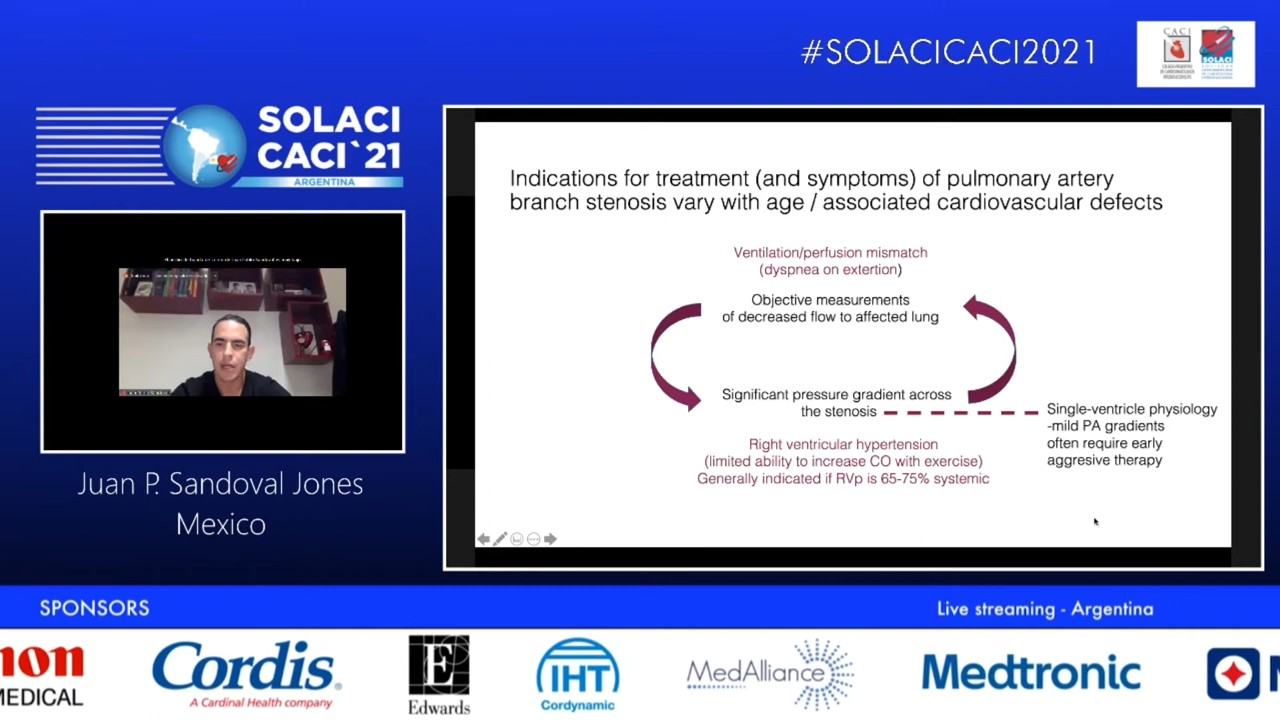 #SOLACICACI2021
CACI
SOLACI
SOLACI
CACI`21
ARGENTINA
Juan P. Sandoval Jones
Mexico
Indications for treatment (and symptoms) of pulmonary artery
branch stenosis vary with age / associated cardiovascular defects
Ventilation/perfusion mismatch
(dyspnea on extertion)
Objective measurements
of decreased flow to affected lung
Significant pressure gradient across
the stenosis
Right ventricular hypertension
(limited ability to increase CO with exercise)
Generally indicated if RVp is 65-75% systemic
Single-ventricle physiology
-mild PA gradients
often require early
aggresive therapy
SPONSORS
Live streaming - Argentina
non
MEDICAL
Cordis.
A Cardinal Health company
E
Edwards
IHT
Cordynamic
MedAlliance
Medtronic